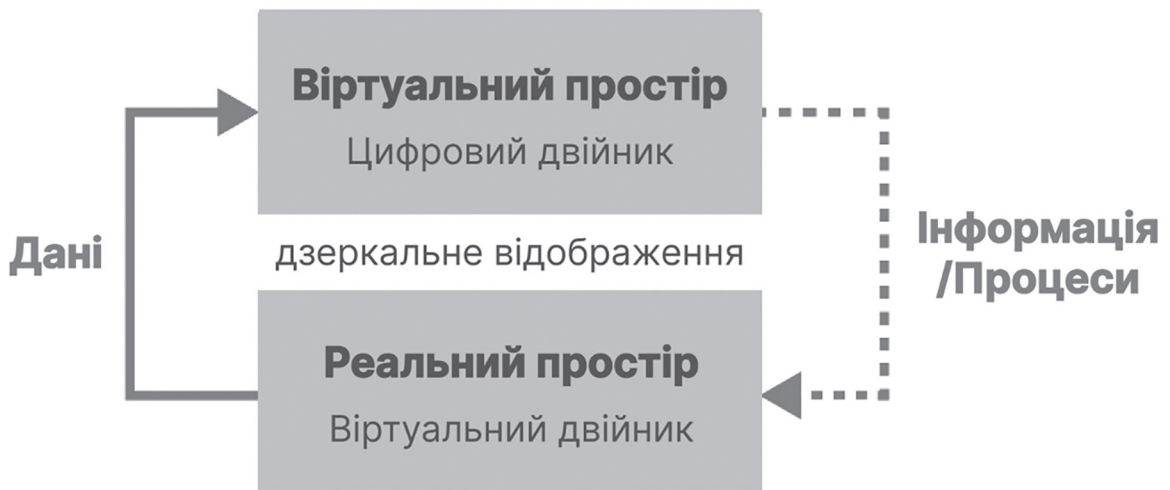 Віртуальний простір
Цифровий двійник
Дані
дзеркальне відображення
Інформація
/Процеси
Реальний простір
Віртуальний двійник